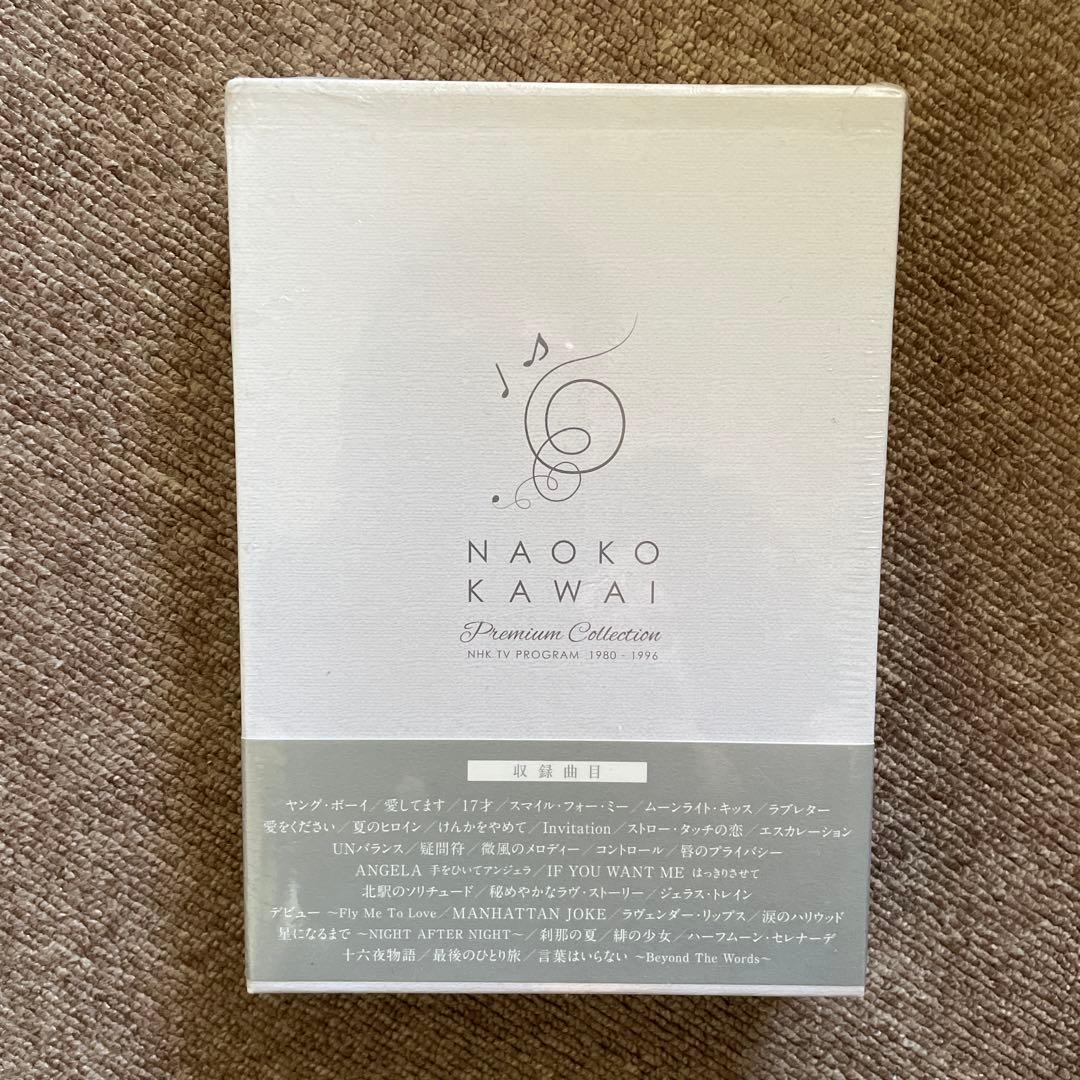 NAOKO
KAWAI
Premium Collection
NHK TV PROGRAM 1980 - 1996
収録曲目
ヤング・ボーイ／愛してます／17才／スマイル・フォー・ミー／ムーンライト・キッス／ラブレター
愛をください／夏のヒロイン／けんかをやめて／Invitation／ストロー・タッチの恋／エスカレーション
UNバランス／疑問符／微風のメロディー／コントロール／唇のプライバシー
ANGELA 手をひいてアンジェラ／IF YOU WANT ME はっきりさせて
北駅のソリチュード／秘めやかなラヴ・ストーリー／ジェラス・トレイン
デビュー ～Fly Me To Love／MANHATTAN JOKE／ラヴェンダー・リップス／涙のハリウッド
星になるまで ～NIGHT AFTER NIGHT～／刹那の夏／緋の少女／ハーフムーン・セレナーデ
十六夜物語／最後のひとり旅／言葉はいらない ～Beyond The Words～